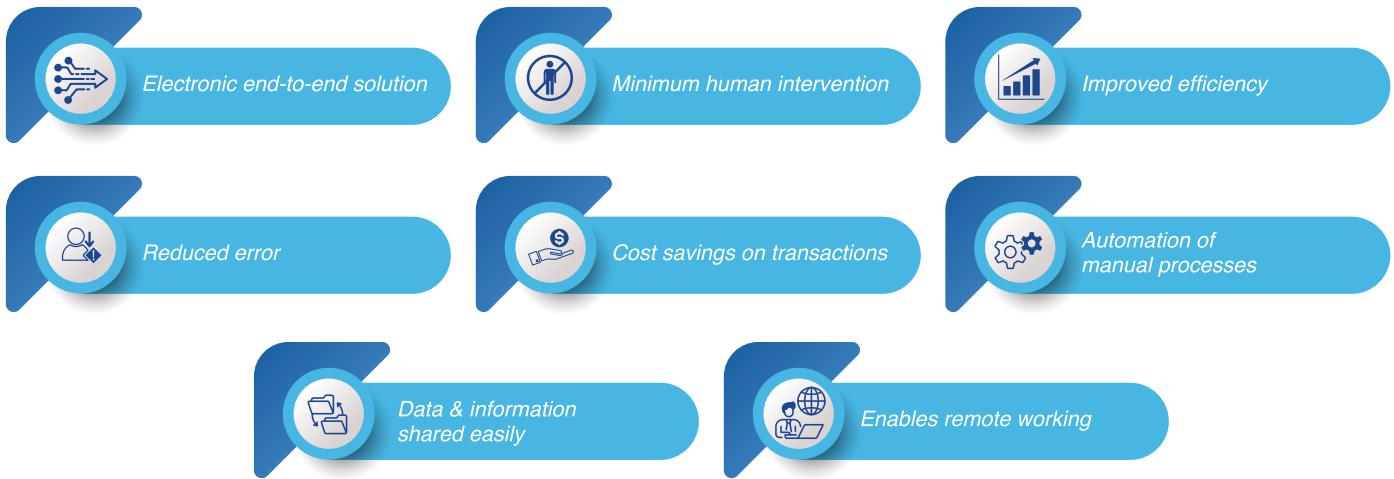 Electronic end-to-end solution
Minimum human intervention
Improved efficiency
Reduced error
Cost savings on transactions
Automation of
manual processes
Data & information
shared easily
Enables remote working